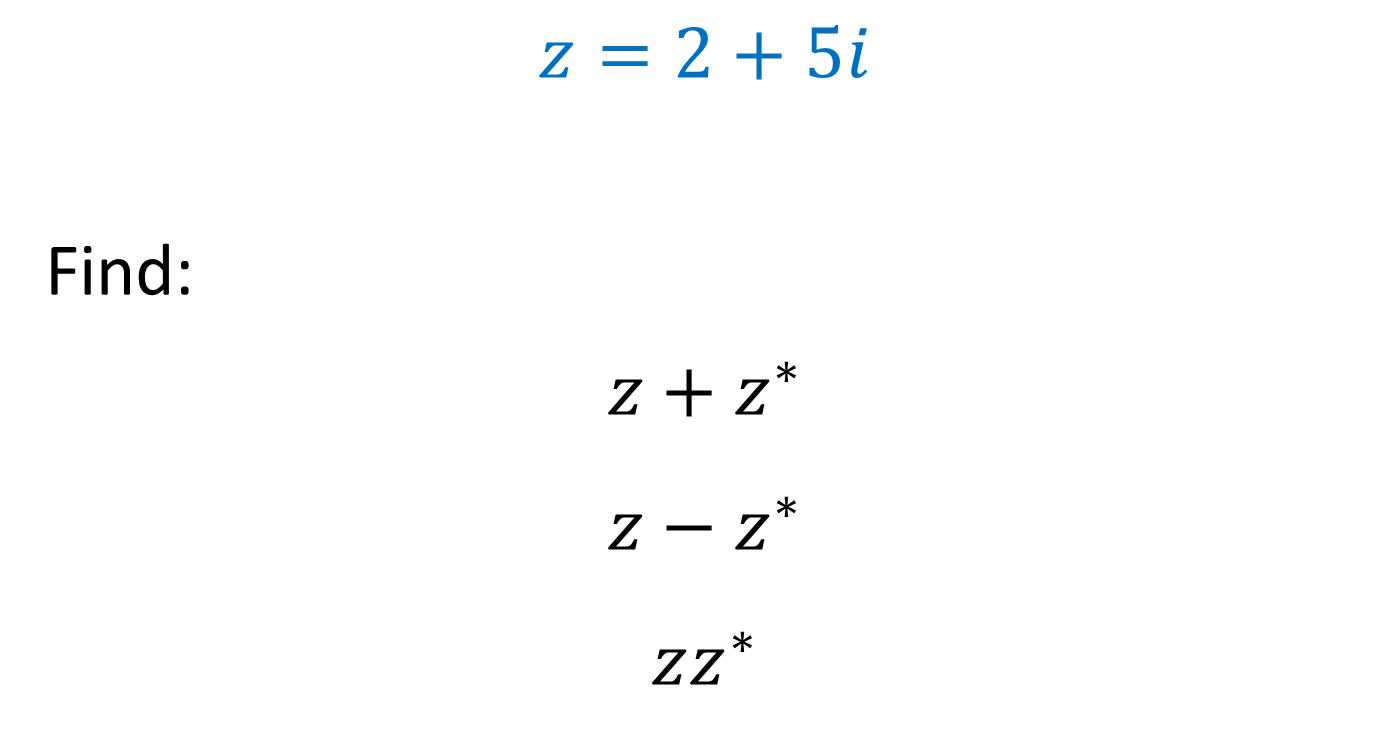 z = 2 + 5i
Find:
z + z*
z − z*
zz*